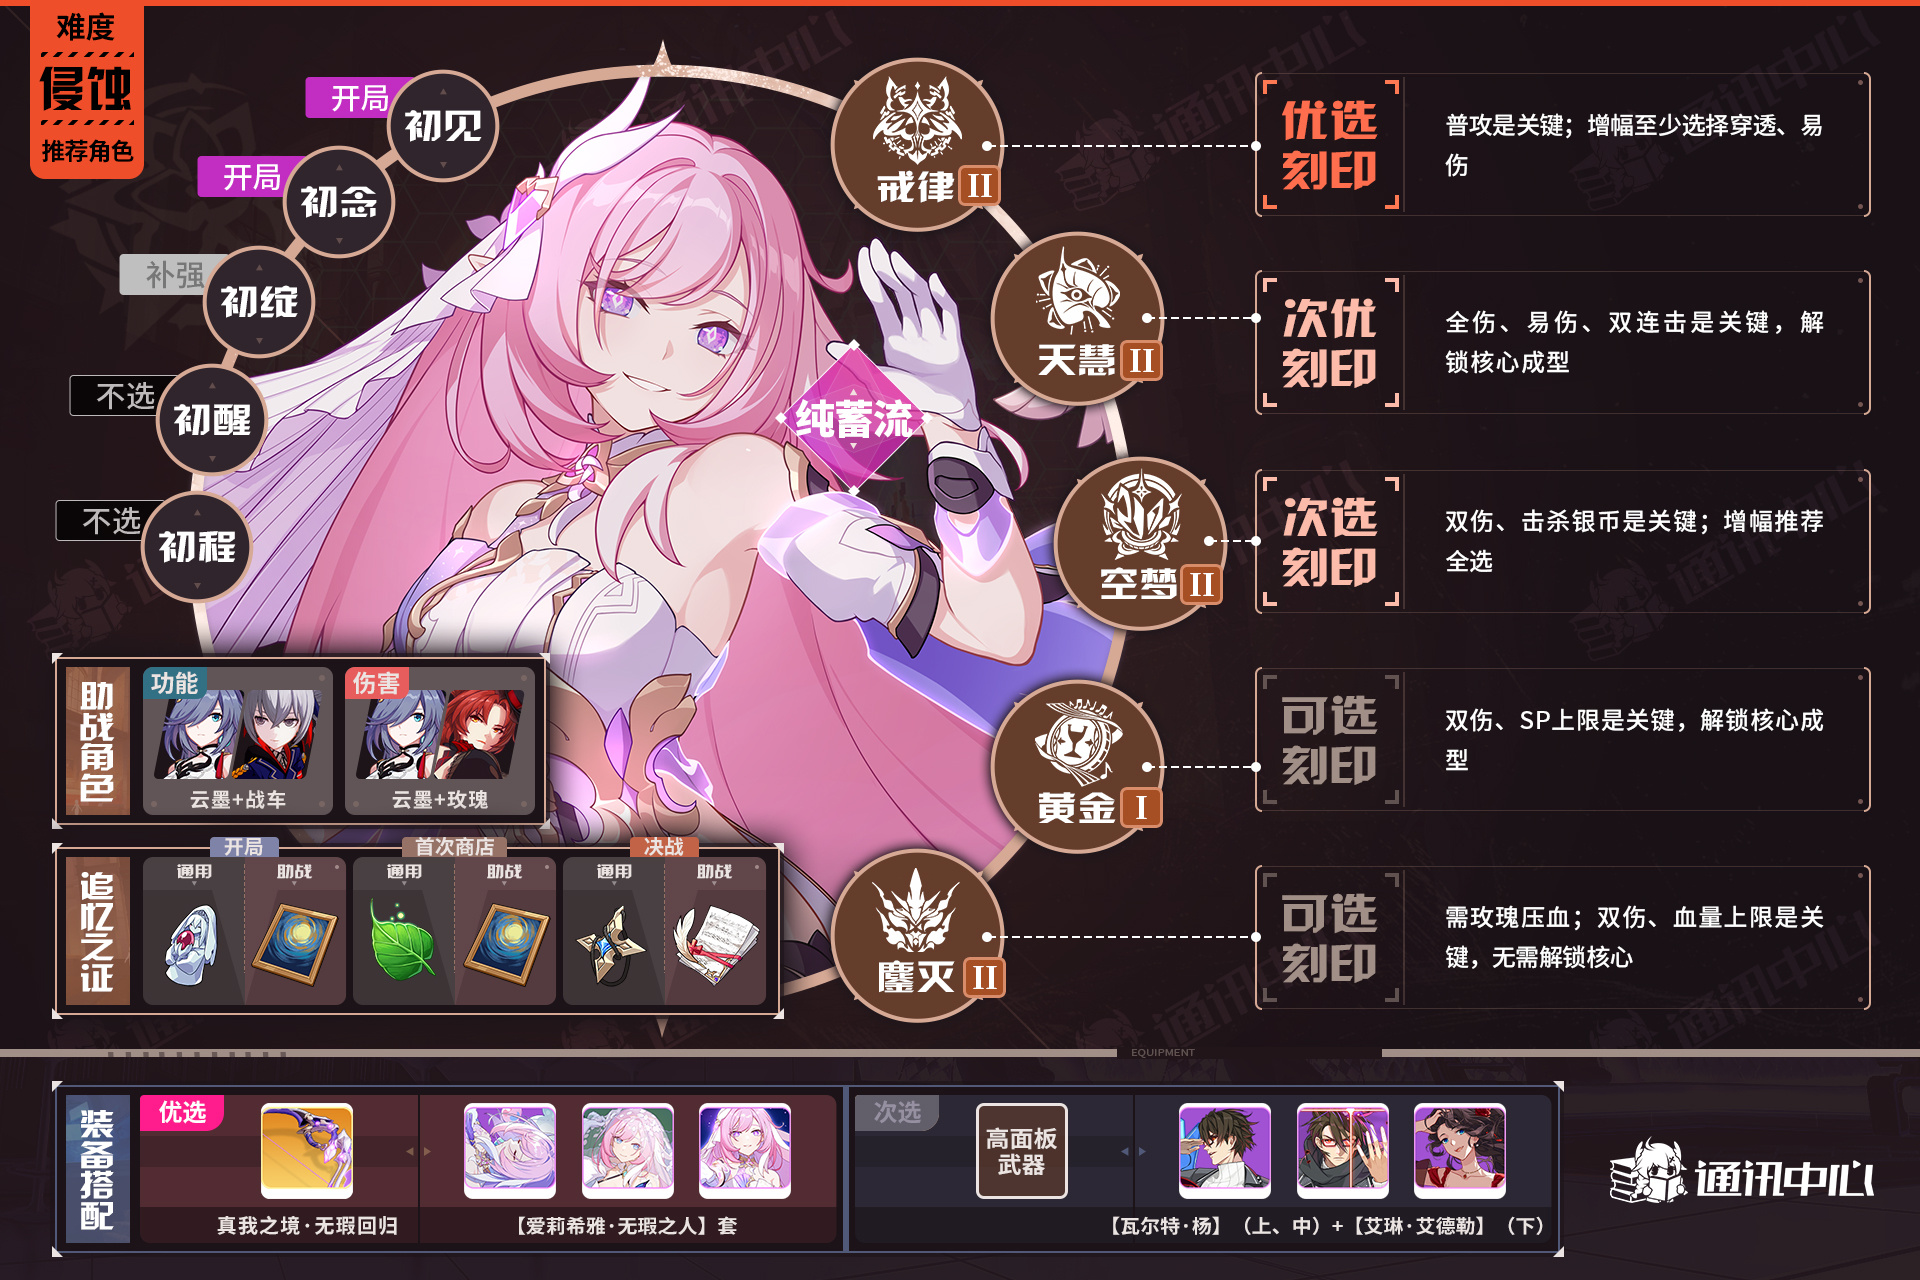 难度
侵蚀
推荐角色
开局
初见
开局
初念
补强
初绽
不选
初醒
不选
初程
纯蓄流
戒律 II
优选
刻印
普攻是关键；增幅至少选择穿透、易
伤
天慧 II
次优
刻印
全伤、易伤、双连击是关键，解
锁核心成型
空梦 II
次选
刻印
双伤、击杀银币是关键；增幅推荐
全选
黄金 I
可选
刻印
双伤、SP上限是关键，解锁核心成
型
鏖灭 II
可选
刻印
需玫瑰压血；双伤、血量上限是关
键，无需解锁核心
助战角色
功能
云墨+战车
伤害
云墨+玫瑰
追忆之证
开局
通用 助战
首次商店
通用 助战
决战
通用 助战
EQUIPMENT
装备搭配
优选
真我之境·无瑕回归
【爱莉希雅·无瑕之人】套
次选
高面板
武器
【瓦尔特·杨】（上、中）+【艾琳·艾德勒】（下）
通讯中心